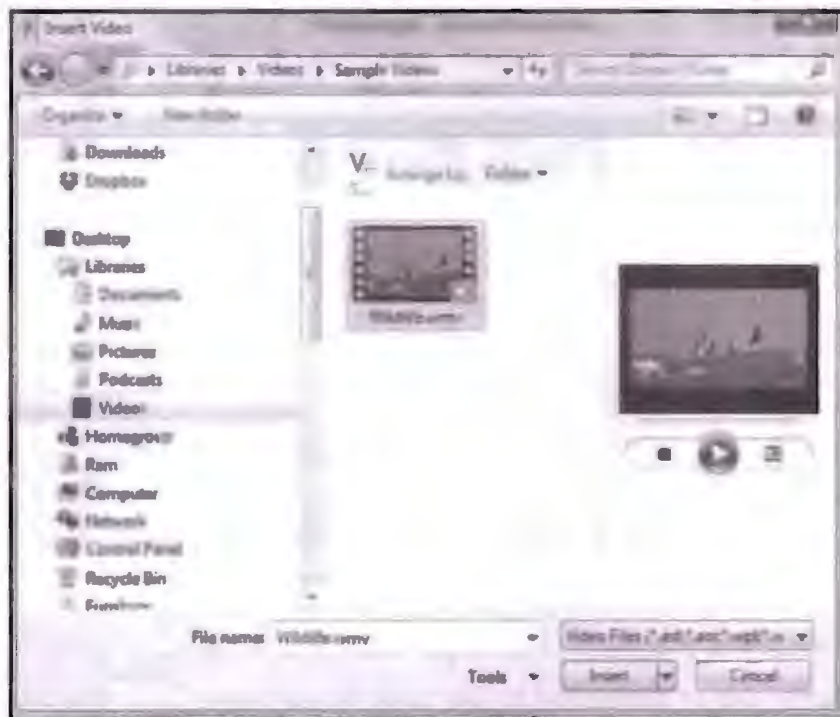 Insert Video
Libraries Videos Sample Videos
Organize New folder
Downloads
Dropbox
V...
Arrange by: Folder
Desktop
Libraries
Documents
Music
Pictures
Podcasts
Videos
Homegroup
Ram
Computer
Network
Control Panel
Recycle Bin
File name: Wildlife.wmv
Wildlife.wmv
Video Files
Tools Insert Cancel